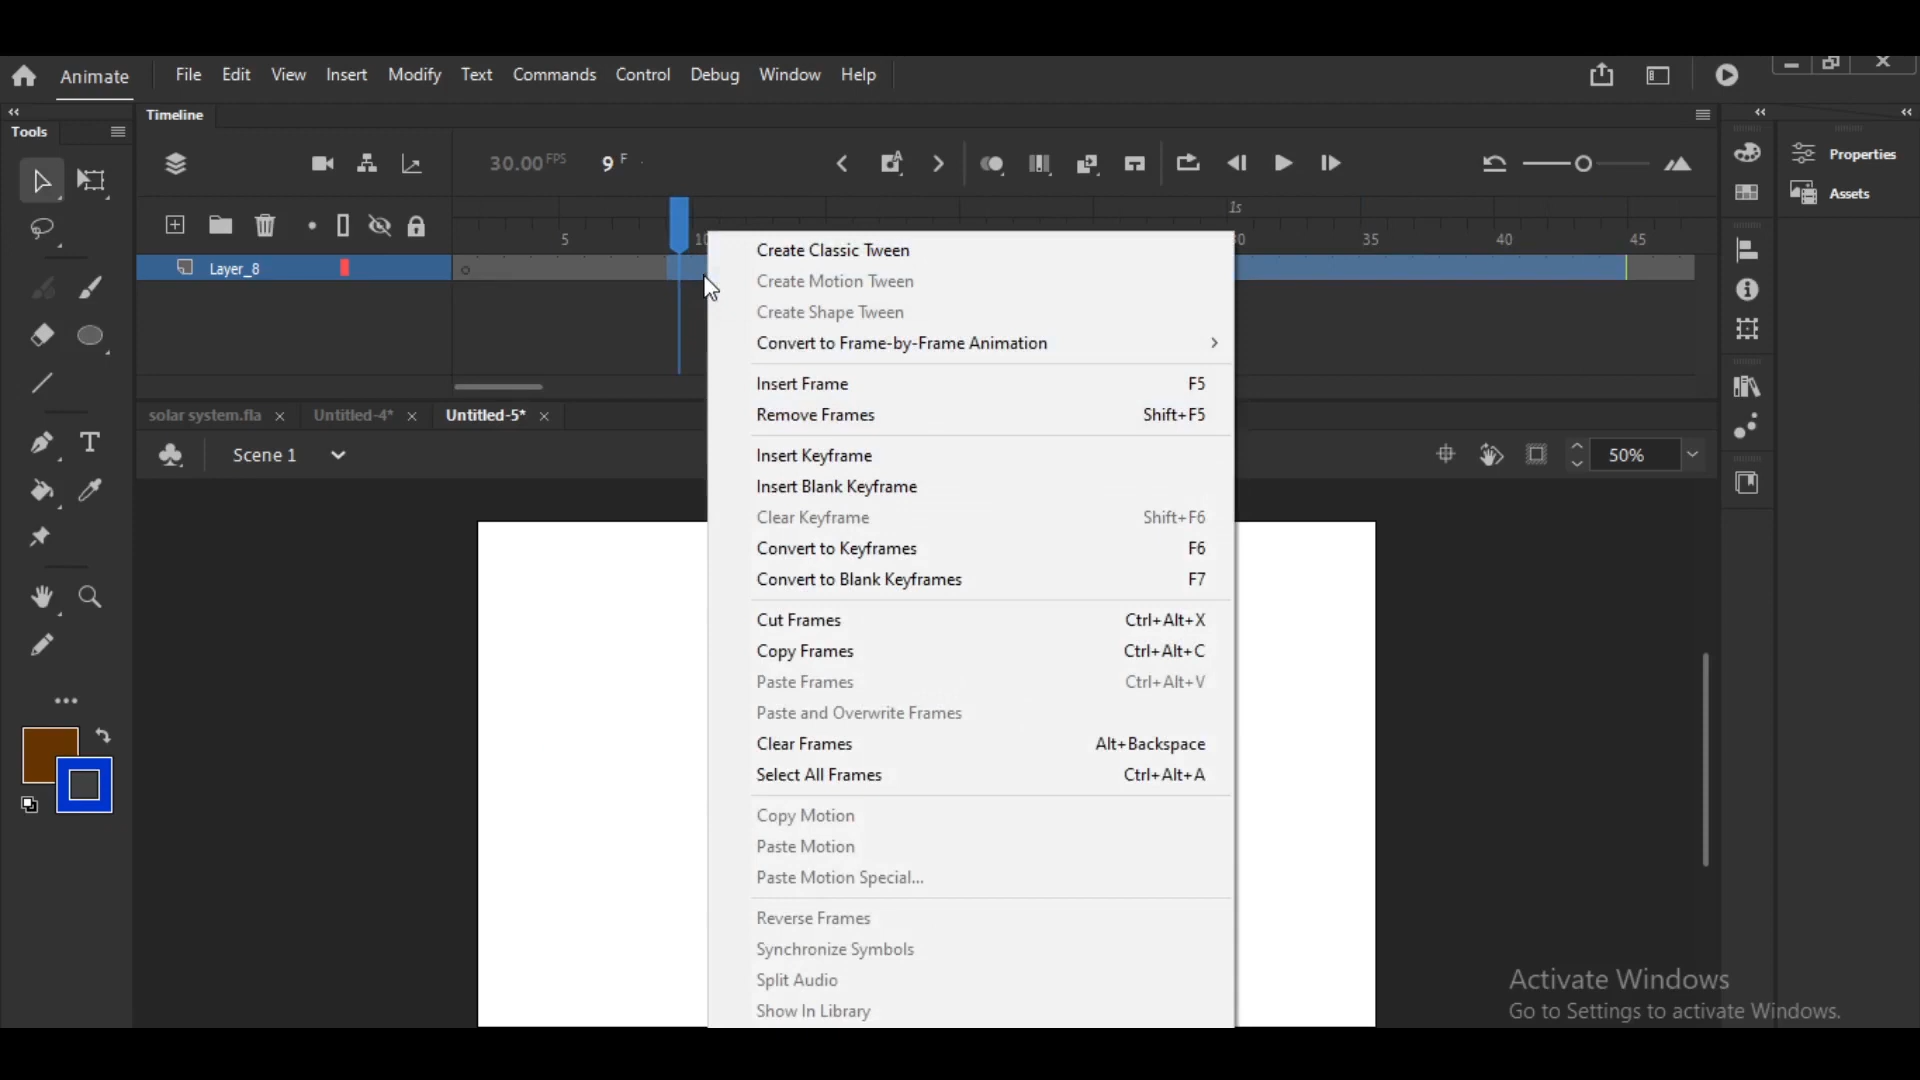 Animate File Edit View Insert Modify Text Commands Control Debug Window Help
Tools
Timeline
30.00 FPS 9 F
Properties
Assets
1s
5 10 35 40 45
Layer_8
Create Classic Tween
Create Motion Tween
Create Shape Tween
Convert to Frame-by-Frame Animation
Insert Frame F5
Remove Frames Shift+F5
Insert Keyframe
Insert Blank Keyframe
Clear Keyframe Shift+F6
Convert to Keyframes F6
Convert to Blank Keyframes F7
Cut Frames Ctrl+Alt+X
Copy Frames Ctrl+Alt+C
Paste Frames Ctrl+Alt+V
Paste and Overwrite Frames
Clear Frames Alt+Backspace
Select All Frames Ctrl+Alt+A
Copy Motion
Paste Motion
Paste Motion Special...
Reverse Frames
Synchronize Symbols
Split Audio
Show In Library
solar system.fla Untitled-4* Untitled-5*
Scene 1
50%
Activate Windows
Go to Settings to activate Windows.